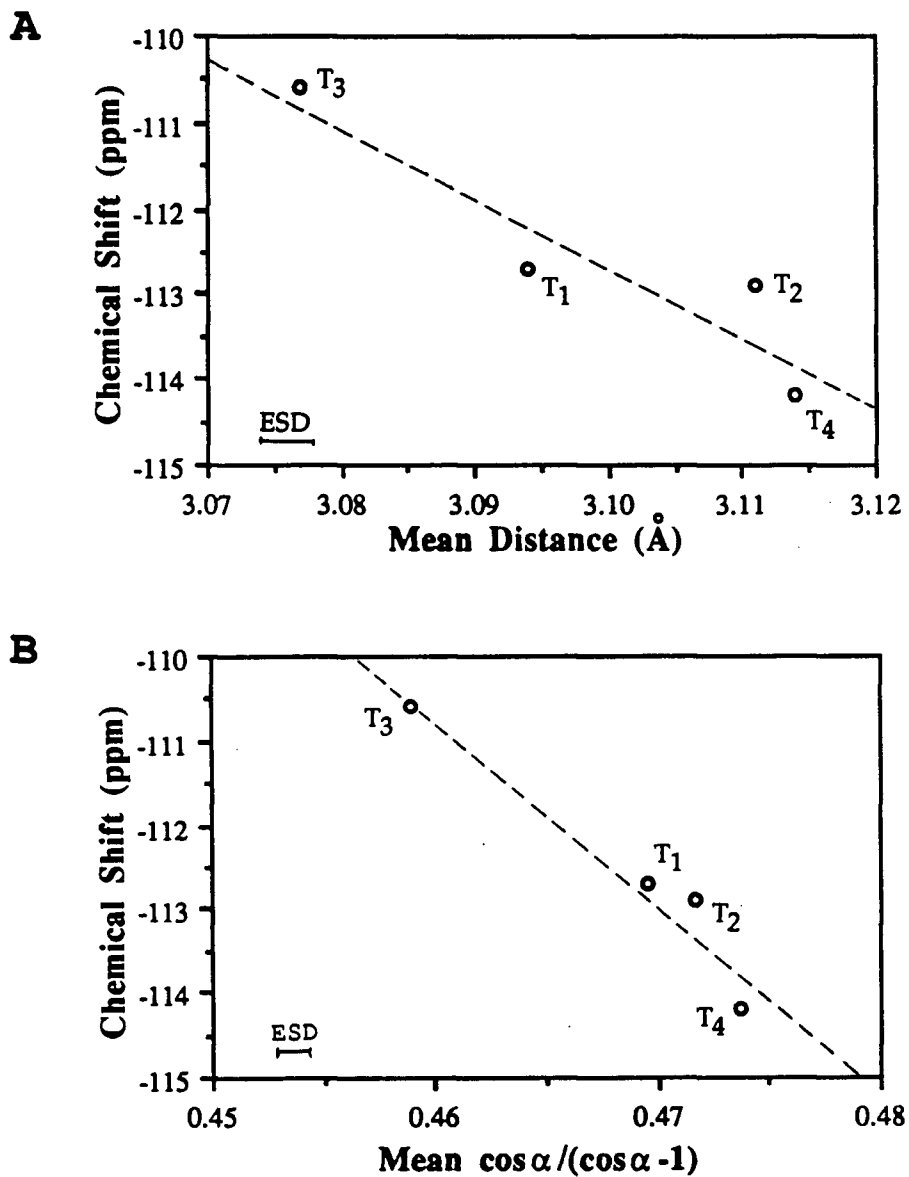 A
-110
-111
-112
-113
-114
-115
Chemical Shift (ppm)
T3
T1
T2
T4
ESD
3.07 3.08 3.09 3.10 3.11 3.12
Mean Distance (Å)
B
-110
-111
-112
-113
-114
-115
Chemical Shift (ppm)
T3
T1
T2
T4
ESD
0.45 0.46 0.47 0.48
Mean cosα/(cosα-1)